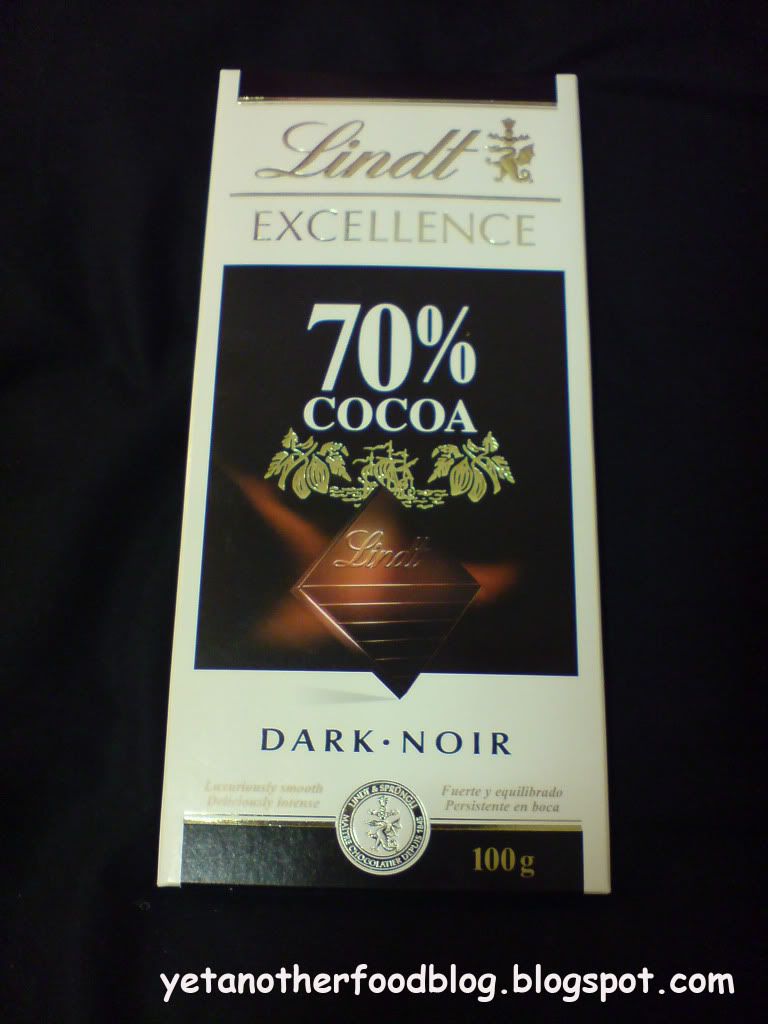 Lindt
EXCELLENCE
70%
COCOA
Lindt
DARK · NOIR
Luxuriously smooth
Deliciously intense
Fuerte y equilibrado
Persistente en boca
LINDT & SPRÜNGLI
MAÎTRE CHOCOLATIER DEPUIS 1845
100 g
yetanotherfoodblog.blogspot.com